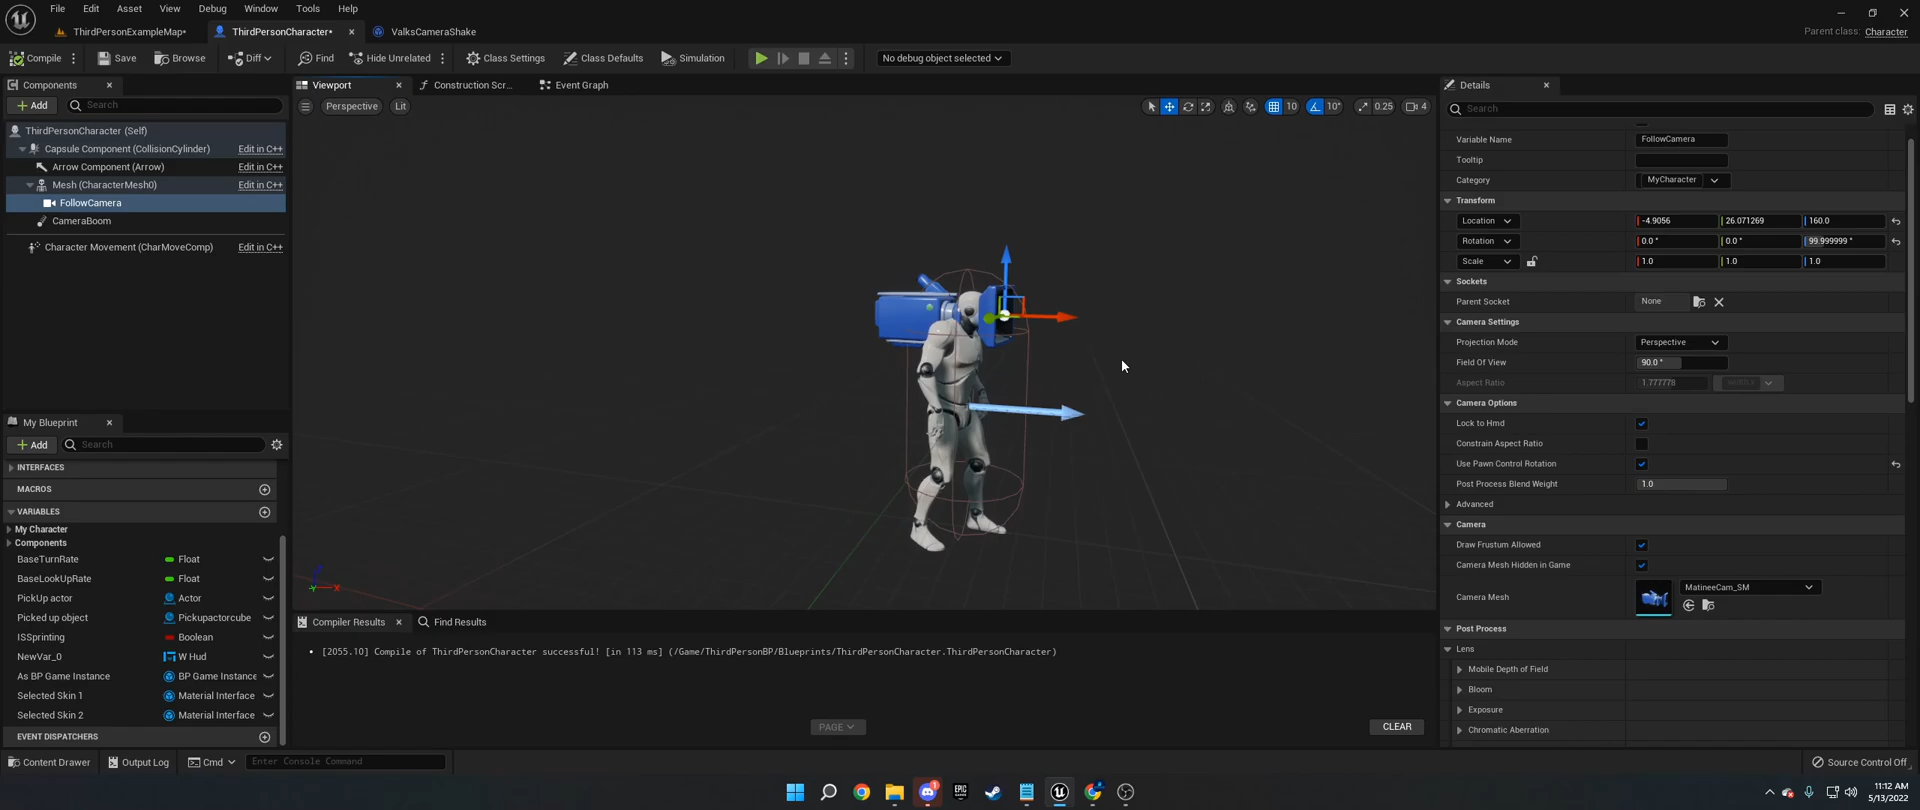 File Edit Asset View Debug Window Tools Help
ThirdPersonExampleMap* ThirdPersonCharacter* ValksCameraShake
Parent class: Character
Compile Save Browse Diff Find Hide Unrelated Class Settings Class Defaults Simulation No debug object selected
Components
Add Search
ThirdPersonCharacter (Self)
Capsule Component (CollisionCylinder) Edit in C++
Arrow Component (Arrow) Edit in C++
Mesh (CharacterMesh0) Edit in C++
FollowCamera
CameraBoom
Character Movement (CharMoveComp) Edit in C++
My Blueprint
Add Search
INTERFACES
MACROS
VARIABLES
My Character
Components
BaseTurnRate Float
BaseLookUpRate Float
PickUp actor Actor
Picked up object Pickupactorcube
ISSprinting Boolean
NewVar_0 W Hud
As BP Game Instance BP Game Instance
Selected Skin 1 Material Interface
Selected Skin 2 Material Interface
EVENT DISPATCHERS
Viewport Construction Scr... Event Graph
Perspective Lit
10 10° 0.25 4
Compiler Results Find Results
• [2055.10] Compile of ThirdPersonCharacter successful! [in 113 ms] (/Game/ThirdPersonBP/Blueprints/ThirdPersonCharacter.ThirdPersonCharacter)
PAGE CLEAR
Details
Search
Variable Name FollowCamera
Tooltip
Category MyCharacter
Transform
Location -4.9056 26.071269 160.0
Rotation 0.0° 0.0° 99.999999°
Scale 1.0 1.0 1.0
Sockets
Parent Socket None
Camera Settings
Projection Mode Perspective
Field Of View 90.0°
Aspect Ratio 1.777778
Camera Options
Lock to Hmd
Constrain Aspect Ratio
Use Pawn Control Rotation
Post Process Blend Weight 1.0
Advanced
Camera
Draw Frustum Allowed
Camera Mesh Hidden in Game
Camera Mesh MatineeCam_SM
Post Process
Lens
Mobile Depth of Field
Bloom
Exposure
Chromatic Aberration
Content Drawer Output Log Cmd Enter Console Command Source Control Off
11:12 AM
5/13/2022